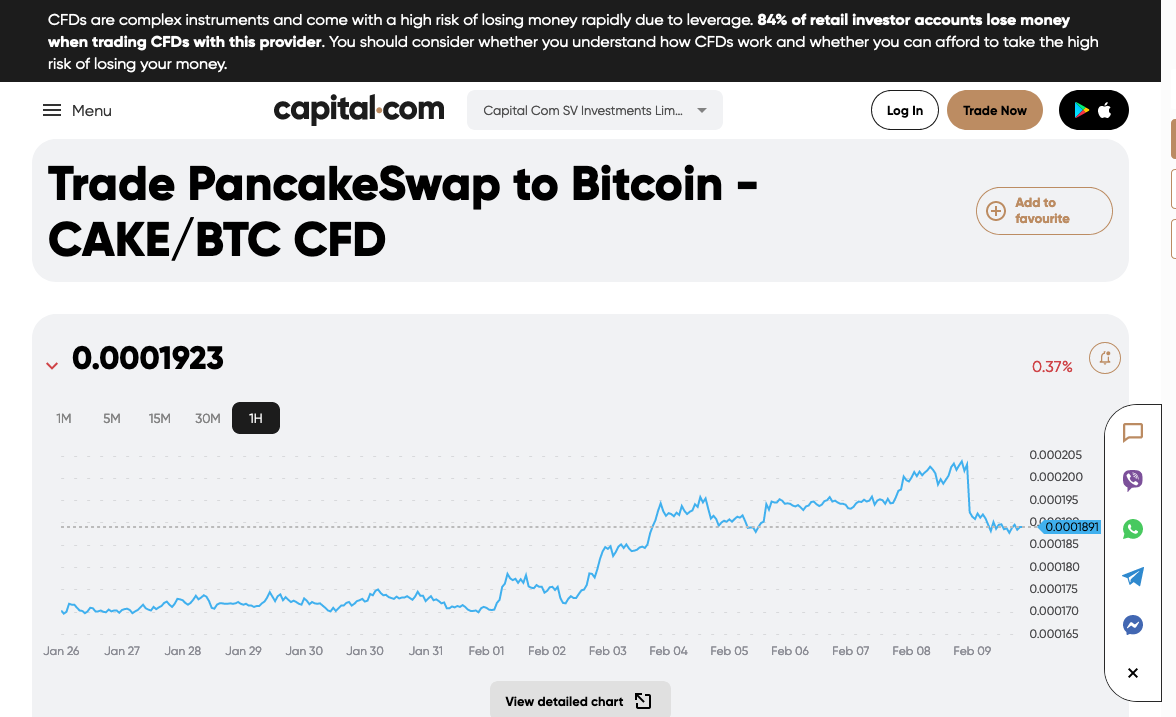 CFDs are complex instruments and come with a high risk of losing money rapidly due to leverage. 84% of retail investor accounts lose money
when trading CFDs with this provider. You should consider whether you understand how CFDs work and whether you can afford to take the high
risk of losing your money.
Menu
capital.com
Capital Com SV Investments Lim...
Log In
Trade Now
Trade PancakeSwap to Bitcoin -
CAKE/BTC CFD
Add to
favourite
0.0001923
0.37%
1M 5M 15M 30M 1H
0.000205
0.000200
0.000195
0.000190
0.0001891
0.000185
0.000180
0.000175
0.000170
0.000165
Jan 26 Jan 27 Jan 28 Jan 29 Jan 30 Jan 30 Jan 31 Feb 01 Feb 02 Feb 03 Feb 04 Feb 05 Feb 06 Feb 07 Feb 08 Feb 09
View detailed chart